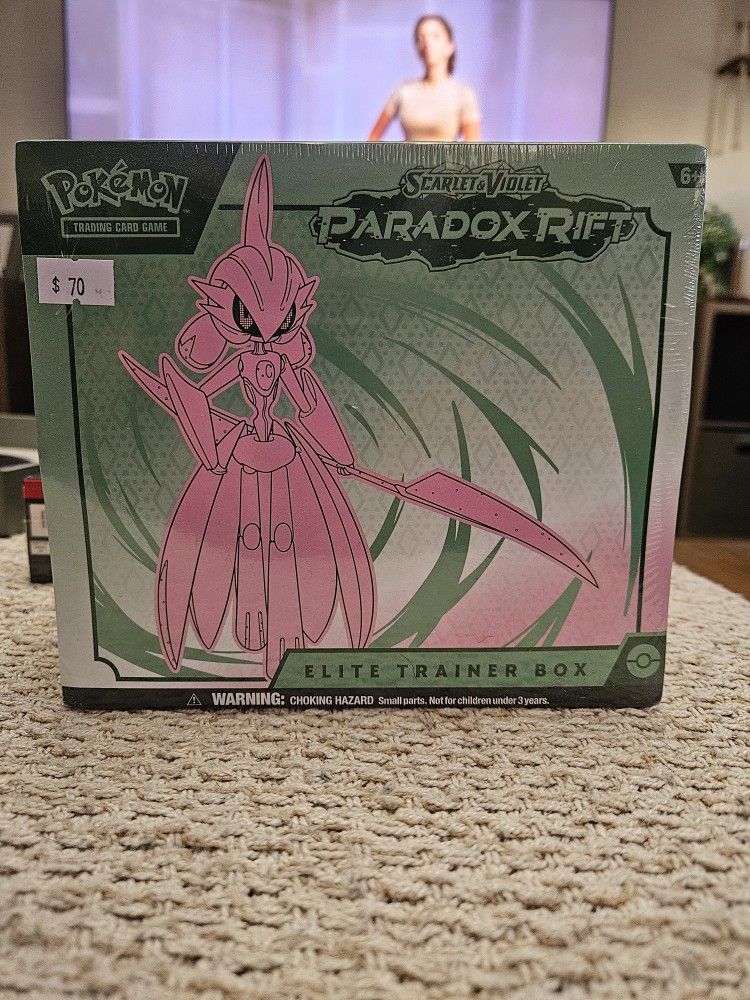 POKéMON
TRADING CARD GAME
SCARLET & VIOLET
PARADOX RIFT
6+
$ 70
ELITE TRAINER BOX
WARNING: CHOKING HAZARD Small parts. Not for children under 3 years.